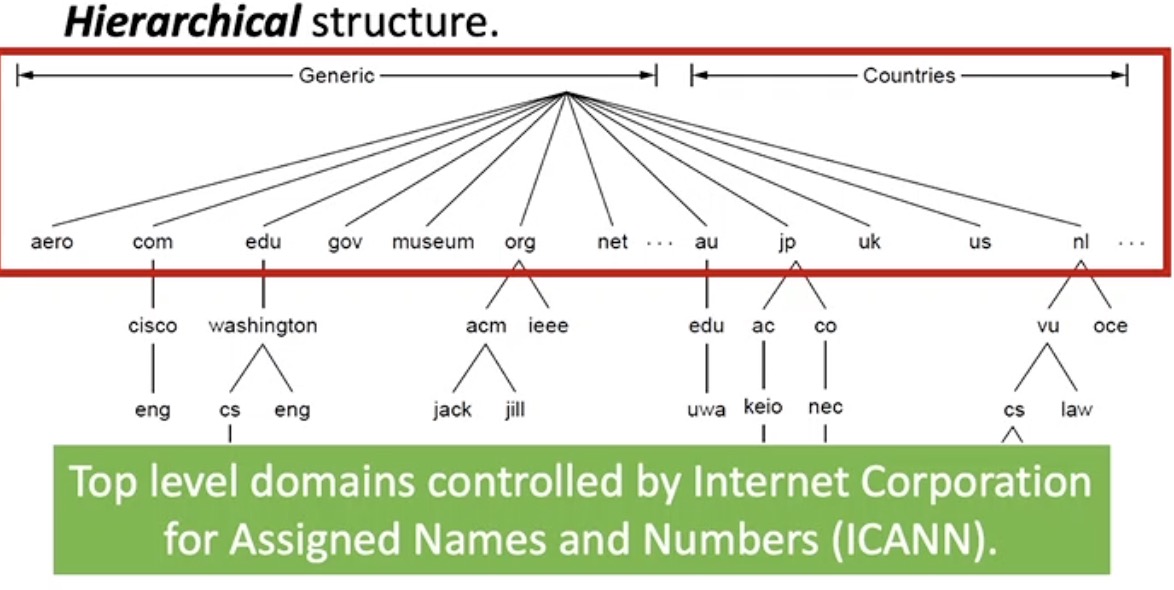 Hierarchical structure.
Generic Countries
aero com edu gov museum org net ... au jp uk us nl ...
cisco washington acm ieee edu ac co vu oce
eng cs eng jack jill uwa keio nec cs law
Top level domains controlled by Internet Corporation
for Assigned Names and Numbers (ICANN).